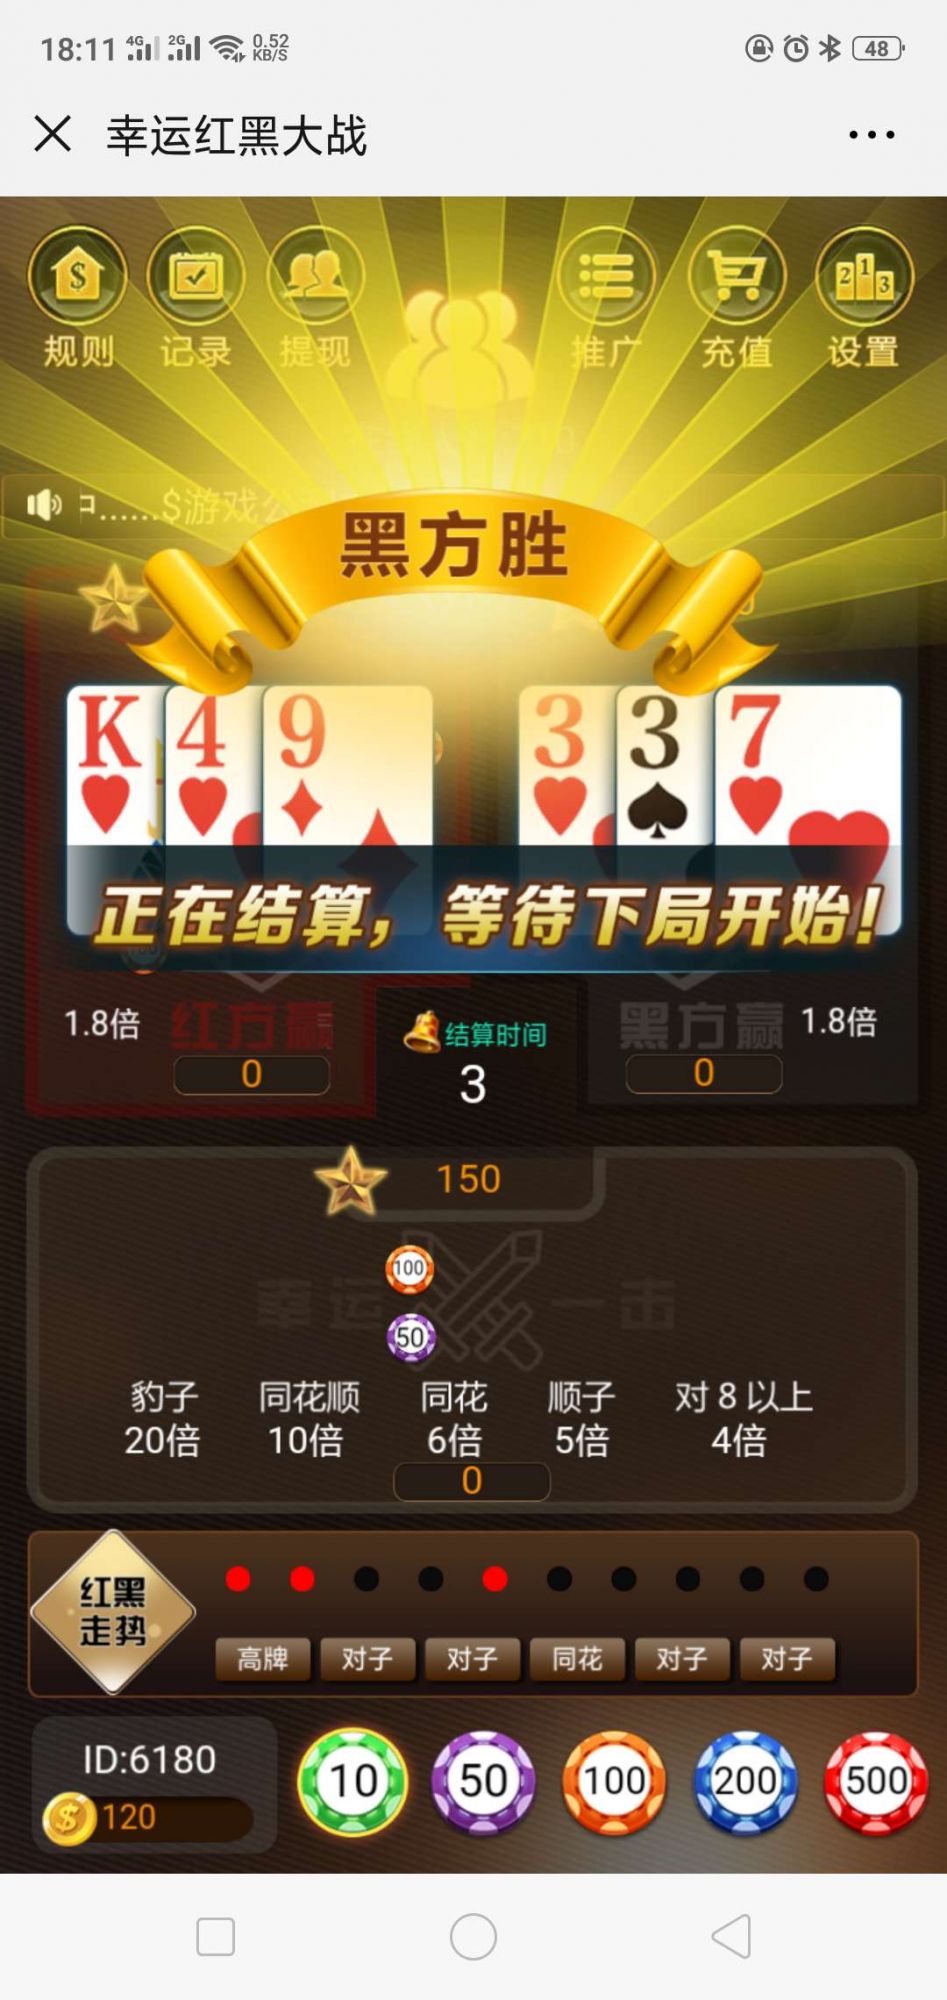 18:11 4G 2G 0.52 KB/S 48
幸运红黑大战
规则 记录 提现 推广 充值 设置
$游戏公
黑方胜
K 4 9 3 3 7
正在结算，等待下局开始!
1.8倍 红方赢 结算时间 黑方赢 1.8倍
0 3 0
150
100
幸运一击
50
豹子 同花顺 同花 顺子 对8以上
20倍 10倍 6倍 5倍 4倍
0
红黑
走势
高牌 对子 对子 同花 对子 对子
ID:6180
120
10 50 100 200 500